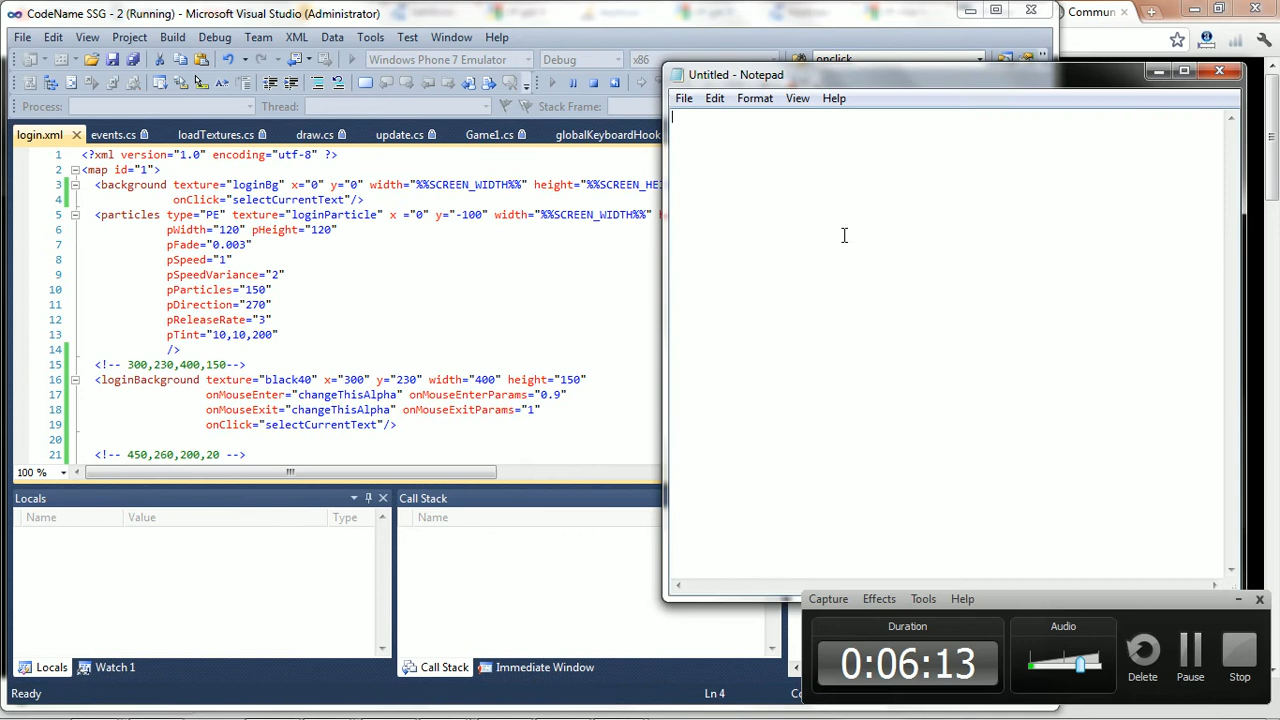 CodeName SSG - 2 (Running) - Microsoft Visual Studio (Administrator)
Commun
File Edit View Project Build Debug Team XML Data Tools Test Window Help
Windows Phone 7 Emulator Debug x86 onclick
Process: Thread: Stack Frame:
login.xml events.cs loadTextures.cs draw.cs update.cs Game1.cs globalKeyboardHook
1 <?xml version="1.0" encoding="utf-8" ?>
2 <map id="1">
3 <background texture="loginBg" x="0" y="0" width="%%SCREEN_WIDTH%%" height="%%SCREEN_HE
4 onClick="selectCurrentText"/>
5 <particles type="PE" texture="loginParticle" x ="0" y="-100" width="%%SCREEN_WIDTH%%" h
6 pWidth="120" pHeight="120"
7 pFade="0.003"
8 pSpeed="1"
9 pSpeedVariance="2"
10 pParticles="150"
11 pDirection="270"
12 pReleaseRate="3"
13 pTint="10,10,200"
14 />
15 <!-- 300,230,400,150-->
16 <loginBackground texture="black40" x="300" y="230" width="400" height="150"
17 onMouseEnter="changeThisAlpha" onMouseEnterParams="0.9"
18 onMouseExit="changeThisAlpha" onMouseExitParams="1"
19 onClick="selectCurrentText"/>
20
21 <!-- 450,260,200,20 -->
100 %
Locals
Name Value Type
Call Stack
Name
Locals Watch 1
Call Stack Immediate Window
Ready Ln 4
Untitled - Notepad
File Edit Format View Help
Capture Effects Tools Help
Duration Audio
0:06:13
Delete Pause Stop